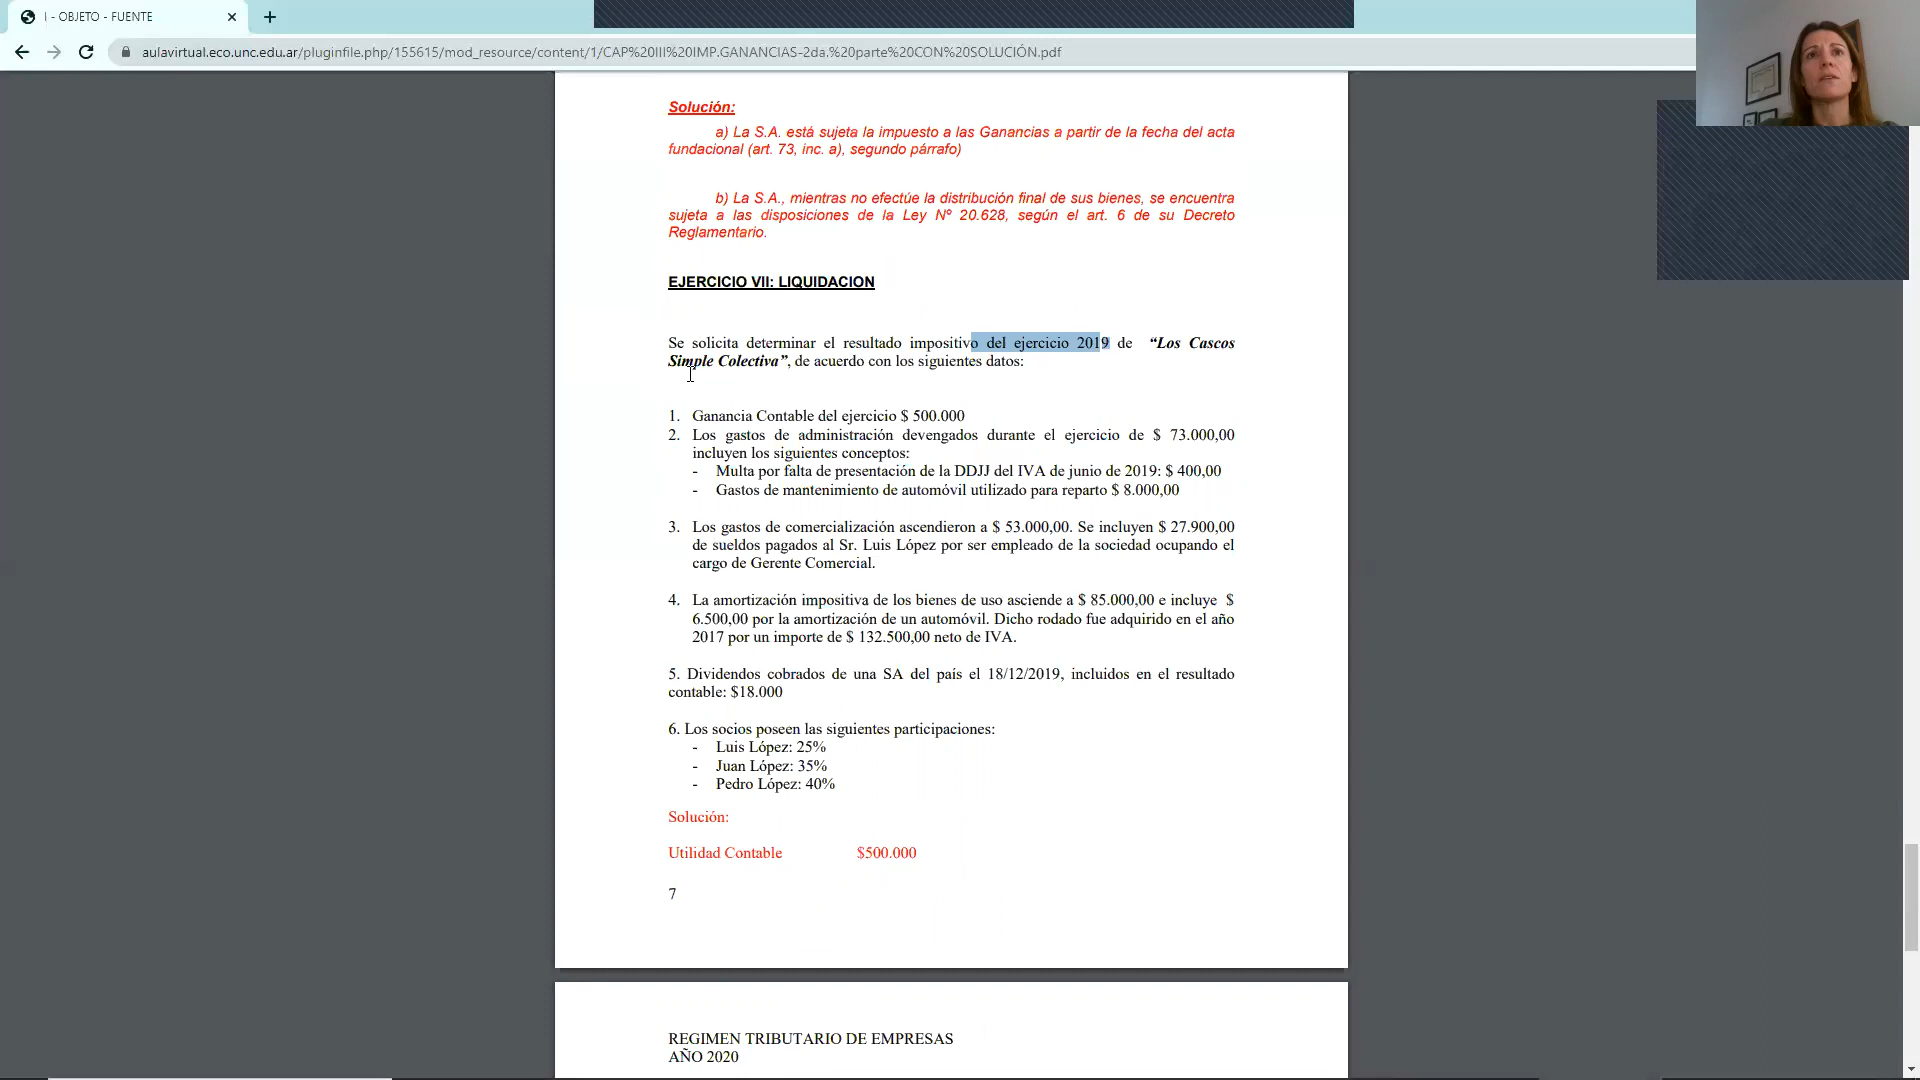 I - OBJETO - FUENTE
aulavirtual.eco.unc.edu.ar/pluginfile.php/155615/mod_resource/content/1/CAP%20III%20IMP.GANANCIAS-2da.%20parte%20CON%20SOLUCIÓN.pdf
Solución:
a) La S.A. está sujeta la impuesto a las Ganancias a partir de la fecha del acta
fundacional (art. 73, inc. a), segundo párrafo)
b) La S.A., mientras no efectúe la distribución final de sus bienes, se encuentra
sujeta a las disposiciones de la Ley Nº 20.628, según el art. 6 de su Decreto
Reglamentario.
EJERCICIO VII: LIQUIDACION
Se solicita determinar el resultado impositivo del ejercicio 2019 de “Los Cascos
Simple Colectiva”, de acuerdo con los siguientes datos:
1. Ganancia Contable del ejercicio $ 500.000
2. Los gastos de administración devengados durante el ejercicio de $ 73.000,00
incluyen los siguientes conceptos:
- Multa por falta de presentación de la DDJJ del IVA de junio de 2019: $ 400,00
- Gastos de mantenimiento de automóvil utilizado para reparto $ 8.000,00
3. Los gastos de comercialización ascendieron a $ 53.000,00. Se incluyen $ 27.900,00
de sueldos pagados al Sr. Luis López por ser empleado de la sociedad ocupando el
cargo de Gerente Comercial.
4. La amortización impositiva de los bienes de uso asciende a $ 85.000,00 e incluye $
6.500,00 por la amortización de un automóvil. Dicho rodado fue adquirido en el año
2017 por un importe de $ 132.500,00 neto de IVA.
5. Dividendos cobrados de una SA del país el 18/12/2019, incluidos en el resultado
contable: $18.000
6. Los socios poseen las siguientes participaciones:
- Luis López: 25%
- Juan López: 35%
- Pedro López: 40%
Solución:
Utilidad Contable $500.000
7
REGIMEN TRIBUTARIO DE EMPRESAS
AÑO 2020